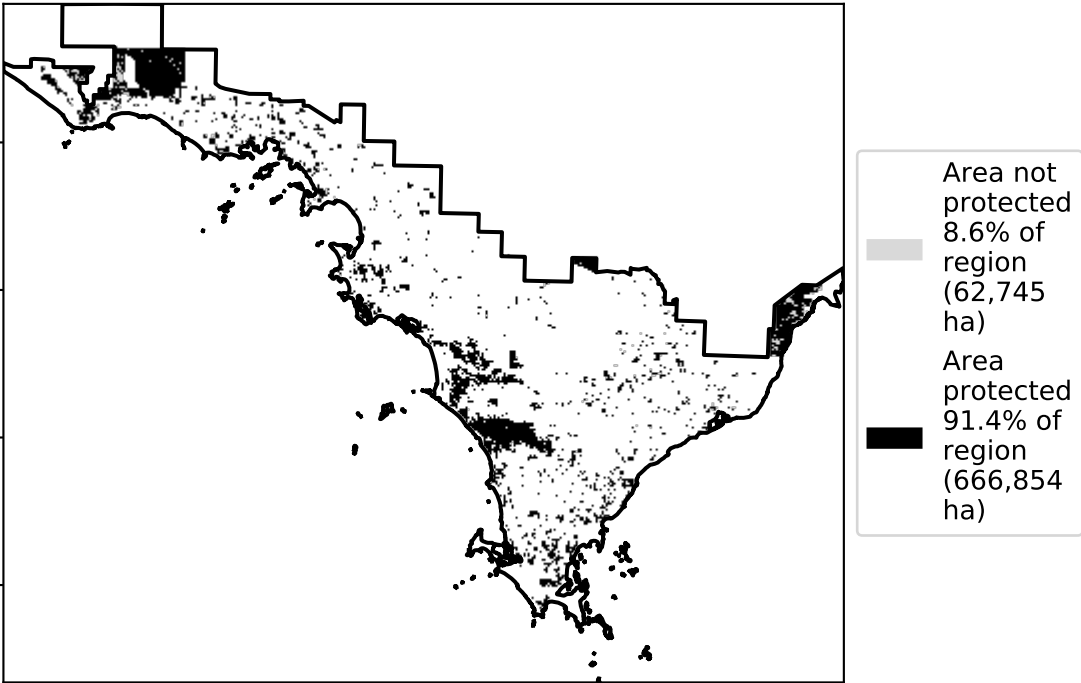 Area not
protected
8.6% of
region
(62,745
ha)
Area
protected
91.4% of
region
(666,854
ha)